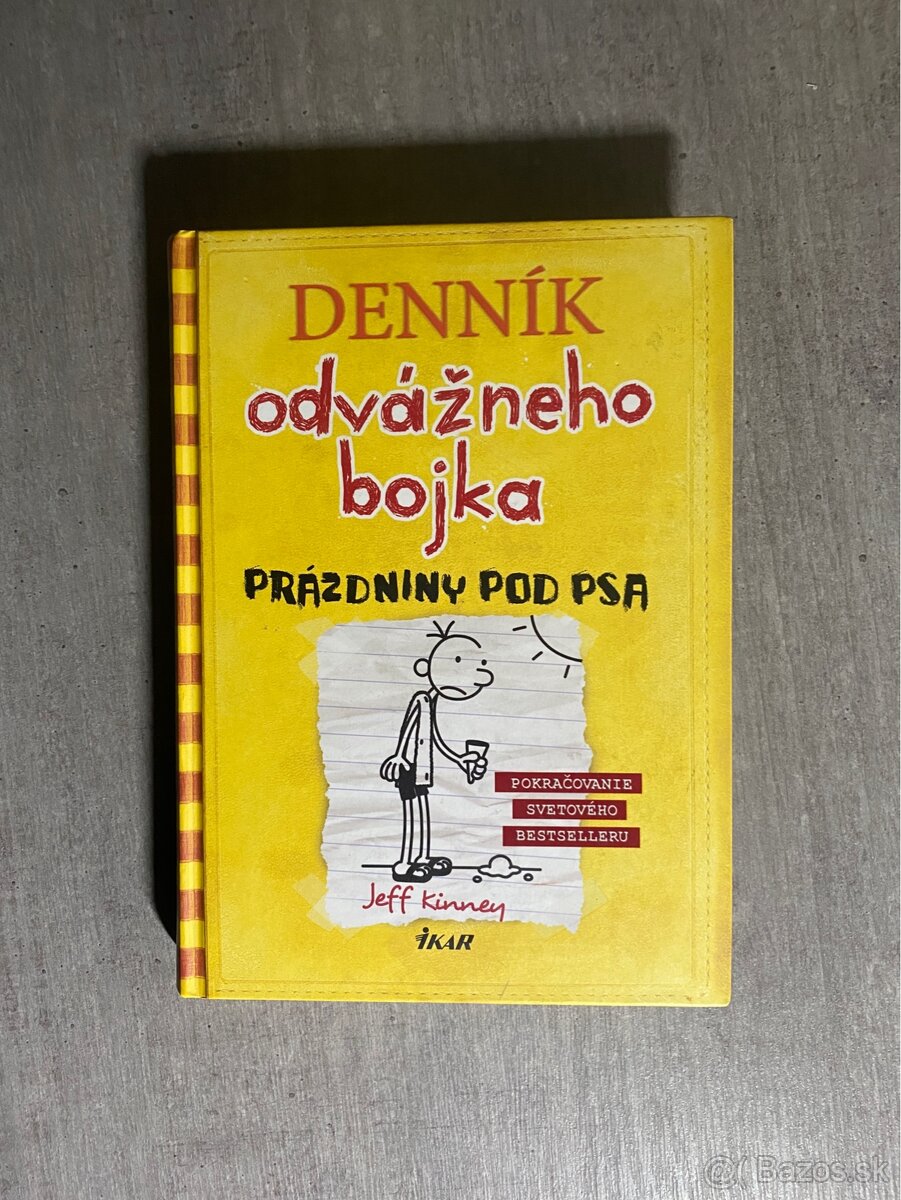 DENNÍK
odvážneho
bojka
PRÁZDNINY POD PSA
POKRAČOVANIE
SVETOVÉHO
BESTSELLERU
Jeff Kinney
iKAR
@( Bazos.sk